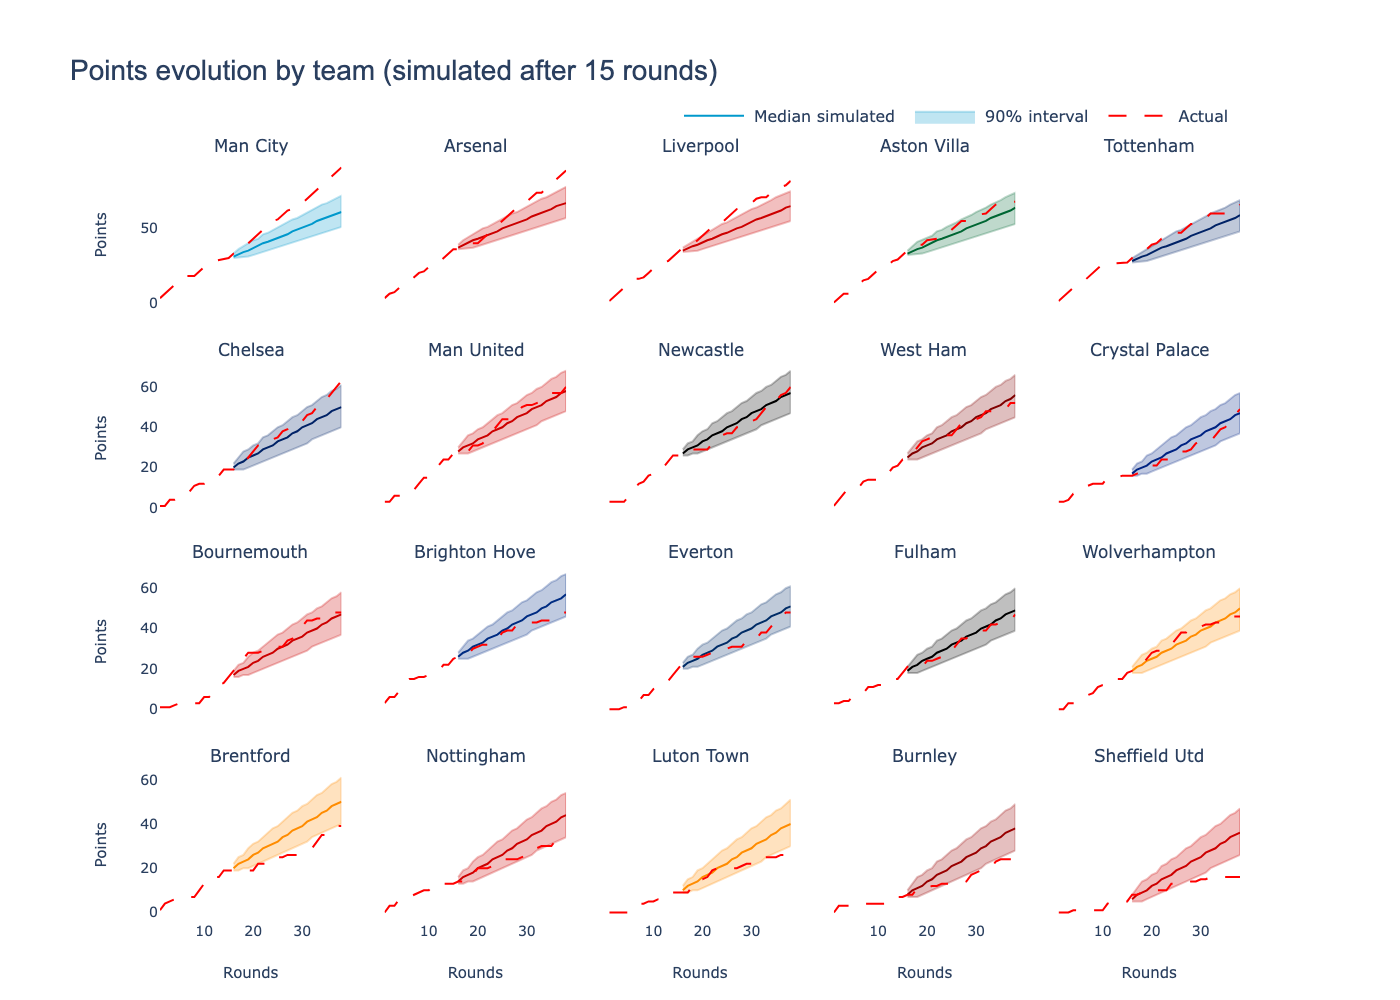 Points evolution by team (simulated after 15 rounds)
Median simulated 90% interval Actual
Man City Arsenal Liverpool Aston Villa Tottenham
Points
50
0
Chelsea Man United Newcastle West Ham Crystal Palace
Points
60
40
20
0
Bournemouth Brighton Hove Everton Fulham Wolverhampton
Points
60
40
20
0
Brentford Nottingham Luton Town Burnley Sheffield Utd
Points
60
40
20
0
10 20 30 10 20 30 10 20 30 10 20 30 10 20 30
Rounds Rounds Rounds Rounds Rounds